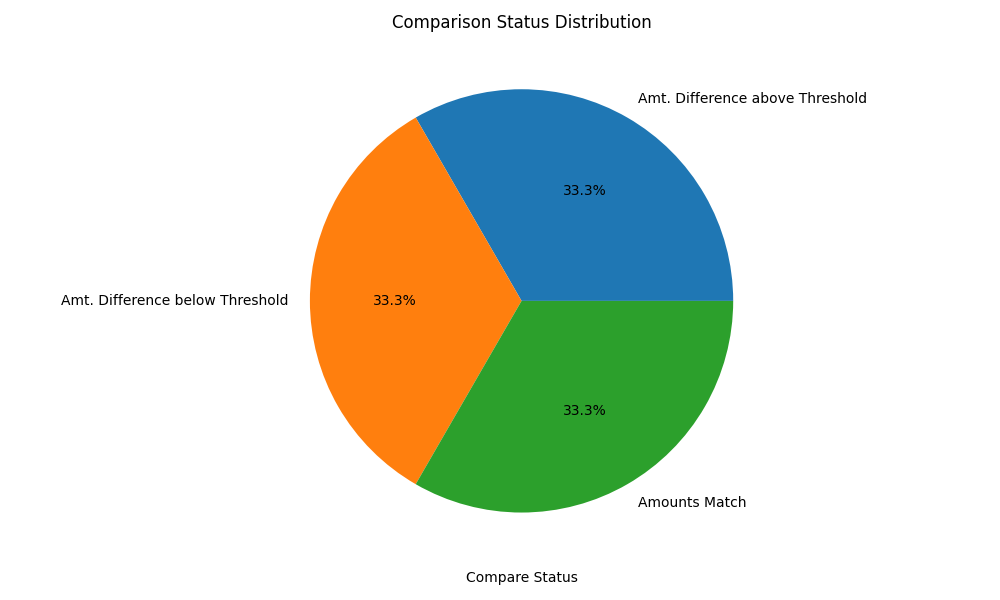 Comparison Status Distribution
Amt. Difference above Threshold
33.3%
Amt. Difference below Threshold
33.3%
33.3%
Amounts Match
Compare Status